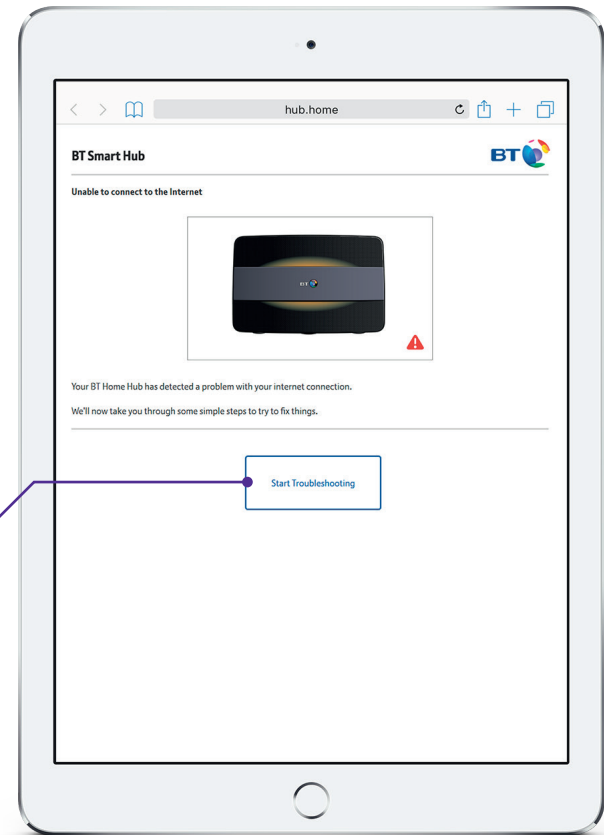 hub.home
BT Smart Hub
BT
Unable to connect to the Internet
BT
Your BT Home Hub has detected a problem with your internet connection.
We'll now take you through some simple steps to try to fix things.
Start Troubleshooting